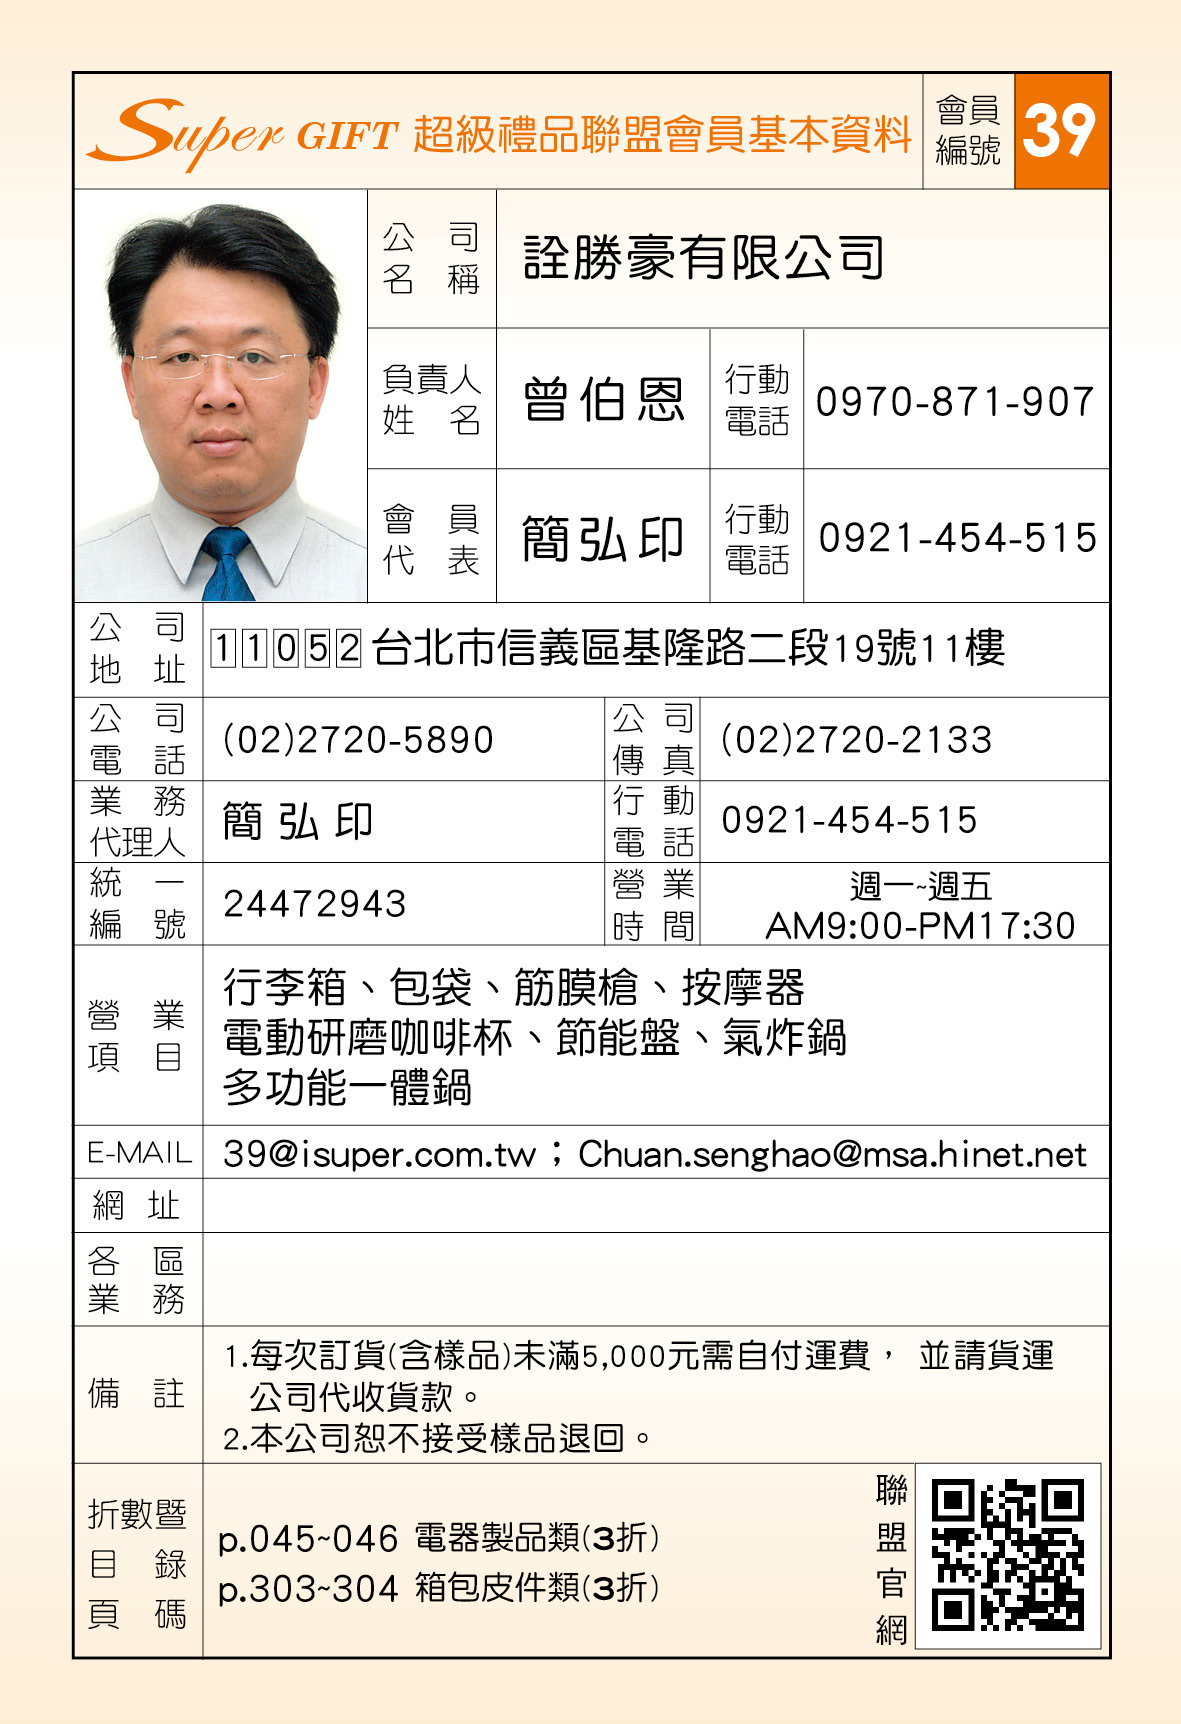 Super GIFT 超級禮品聯盟會員基本資料
會員編號 39
公司名稱 詮勝豪有限公司
負責人姓名 曾伯恩 行動電話 0970-871-907
會員代表 簡弘印 行動電話 0921-454-515
公司地址 11052 台北市信義區基隆路二段19號11樓
公司電話 (02)2720-5890 公司傳真 (02)2720-2133
業務代理人 簡弘印 行動電話 0921-454-515
統一編號 24472943 營業時間 週一~週五
AM9:00-PM17:30
營業項目 行李箱、包袋、筋膜槍、按摩器
電動研磨咖啡杯、節能盤、氣炸鍋
多功能一體鍋
E-MAIL 39@isuper.com.tw；Chuan.senghao@msa.hinet.net
網址
各區業務
備註 1.每次訂貨(含樣品)未滿5,000元需自付運費， 並請貨運
公司代收貨款。
2.本公司恕不接受樣品退回。
折數暨目錄頁碼 p.045~046 電器製品類(3折)
p.303~304 箱包皮件類(3折)
聯盟官網